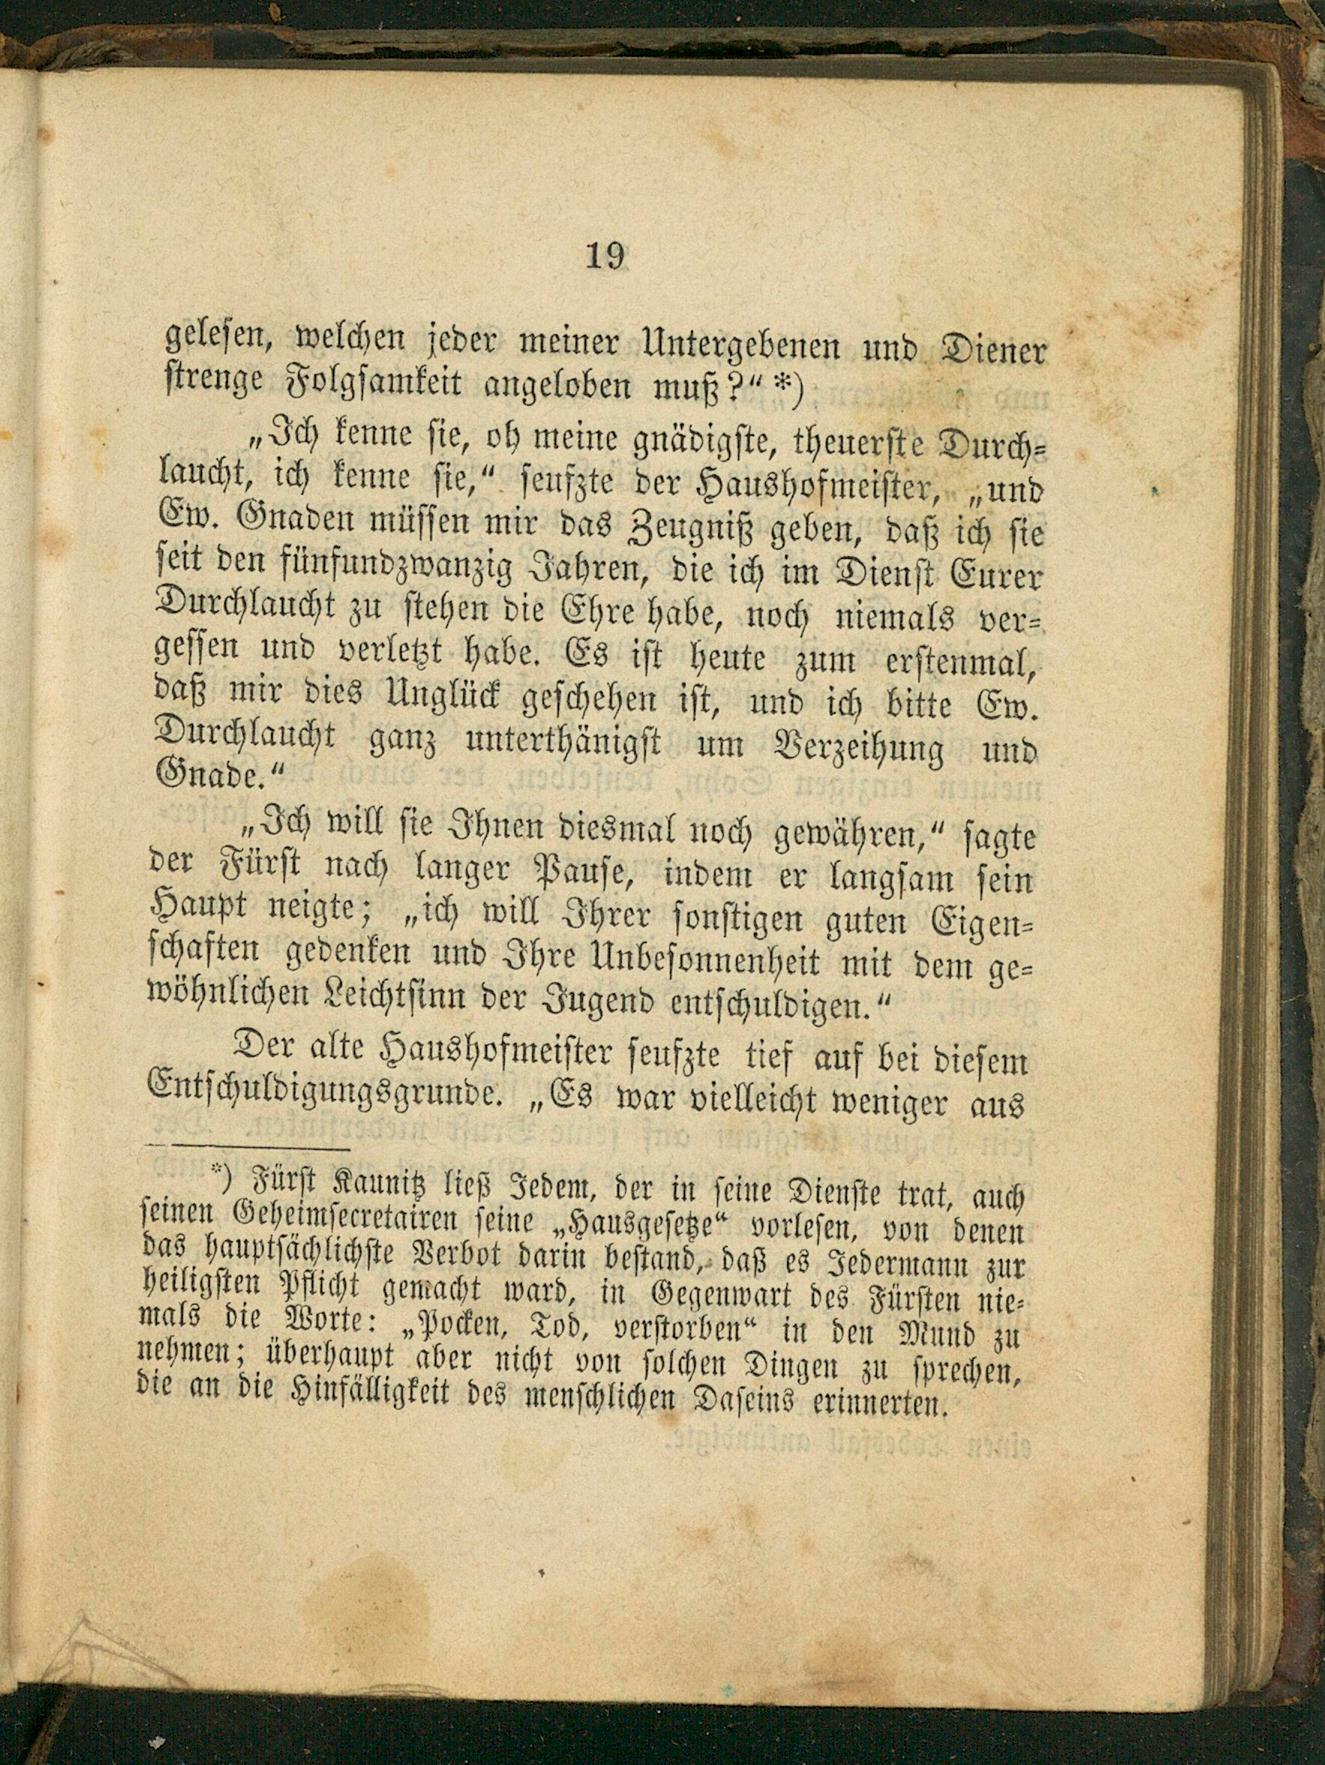 19
gelesen, welchen jeder meiner Untergebenen und Diener
strenge Folgsamkeit angeloben muß?“ *)
„Ich kenne sie, oh meine gnädigste, theuerste Durch-
laucht, ich kenne sie,“ seufzte der Haushofmeister, „und
Ew. Gnaden müssen mir das Zeugniß geben, daß ich sie
seit den fünfundzwanzig Jahren, die ich im Dienst Eurer
Durchlaucht zu stehen die Ehre habe, noch niemals ver-
gessen und verletzt habe. Es ist heute zum erstenmal,
daß mir dies Unglück geschehen ist, und ich bitte Ew.
Durchlaucht ganz unterthänigst um Verzeihung und
Gnade.“
„Ich will sie Ihnen diesmal noch gewähren,“ sagte
der Fürst nach langer Pause, indem er langsam sein
Haupt neigte; „ich will Ihrer sonstigen guten Eigen-
schaften gedenken und Ihre Unbesonnenheit mit dem ge-
wöhnlichen Leichtsinn der Jugend entschuldigen.“
Der alte Haushofmeister seufzte tief auf bei diesem
Entschuldigungsgrunde. „Es war vielleicht weniger aus
*) Fürst Kaunitz ließ Jedem, der in seine Dienste trat, auch
seinen Geheimsecretairen seine „Hausgesetze“ vorlesen, von denen
das hauptsächlichste Verbot darin bestand, daß es Jedermann zur
heiligsten Pflicht gemacht ward, in Gegenwart des Fürsten nie-
mals die Worte: „Pocken, Tod, verstorben“ in den Mund zu
nehmen; überhaupt aber nicht von solchen Dingen zu sprechen,
die an die Hinfälligkeit des menschlichen Daseins erinnerten.